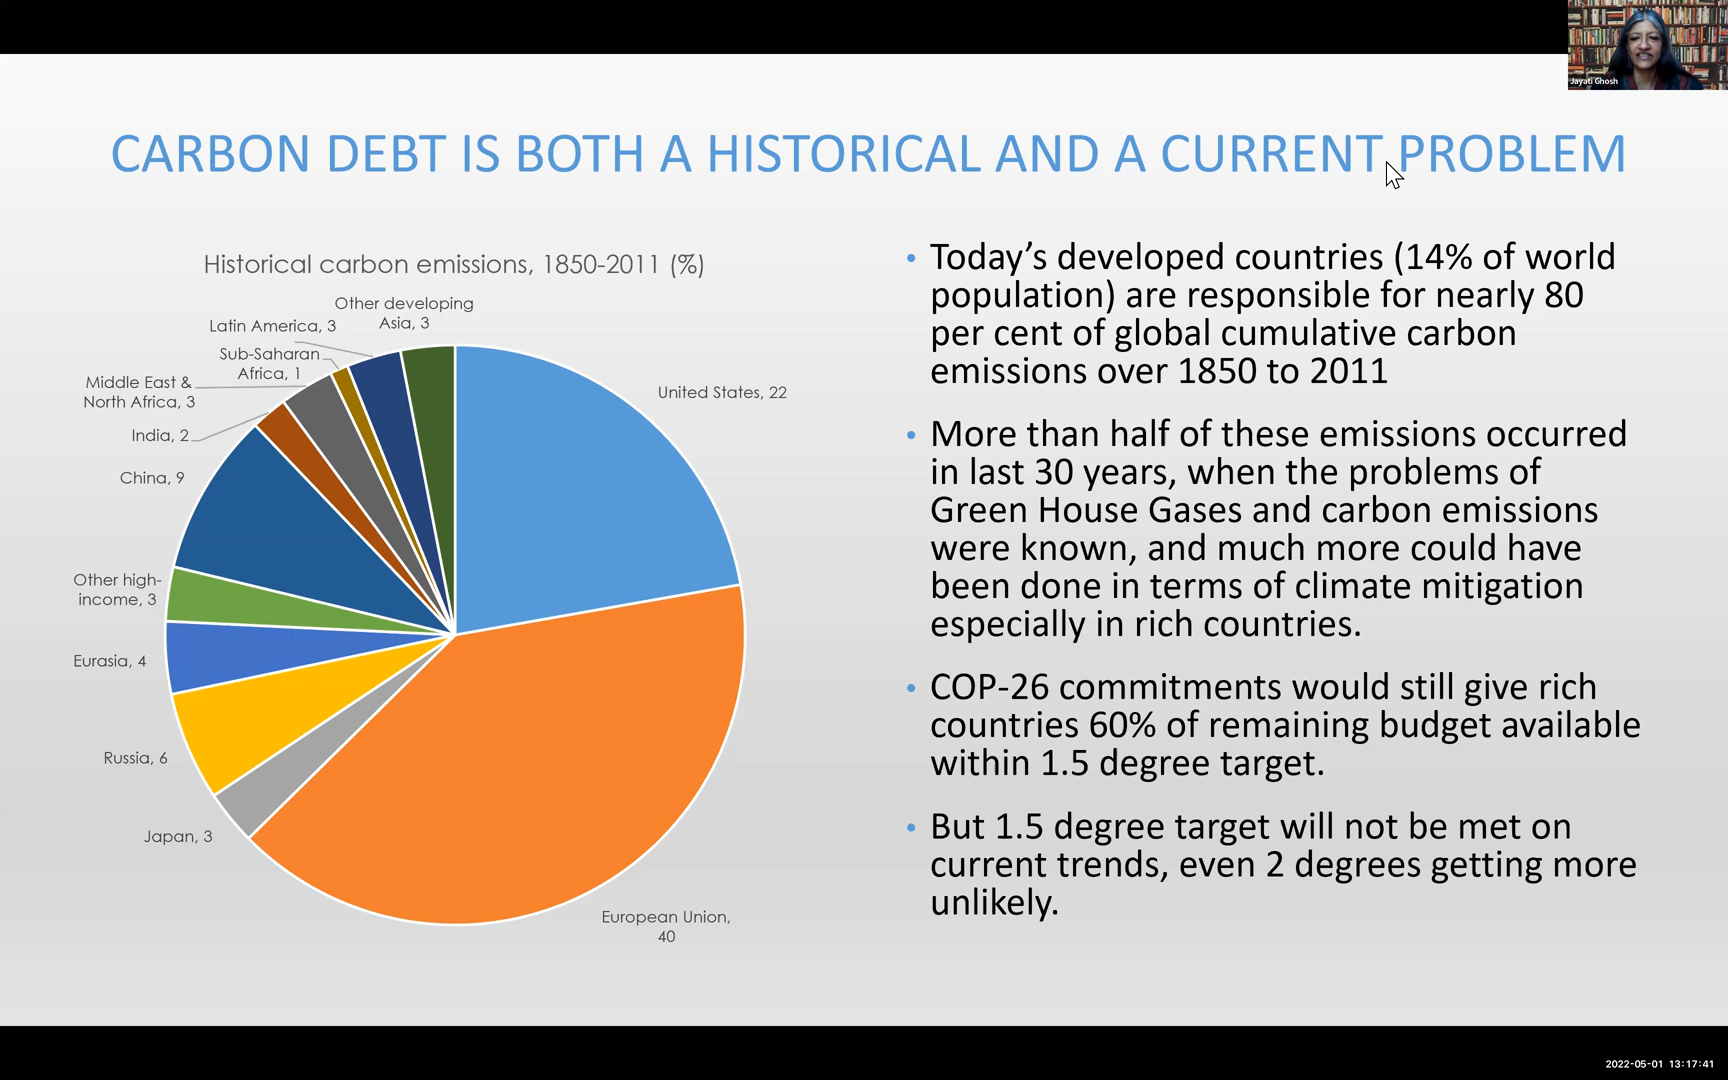 Jayati Ghosh
CARBON DEBT IS BOTH A HISTORICAL AND A CURRENT PROBLEM
Historical carbon emissions, 1850-2011 (%)
Other developing
Asia, 3
Latin America, 3
Sub-Saharan
Africa, 1
Middle East &
North Africa, 3
India, 2
China, 9
Other high-
income, 3
Eurasia, 4
Russia, 6
Japan, 3
United States, 22
European Union,
40
• Today’s developed countries (14% of world
population) are responsible for nearly 80
per cent of global cumulative carbon
emissions over 1850 to 2011
• More than half of these emissions occurred
in last 30 years, when the problems of
Green House Gases and carbon emissions
were known, and much more could have
been done in terms of climate mitigation
especially in rich countries.
• COP-26 commitments would still give rich
countries 60% of remaining budget available
within 1.5 degree target.
• But 1.5 degree target will not be met on
current trends, even 2 degrees getting more
unlikely.
2022-05-01 13:17:41